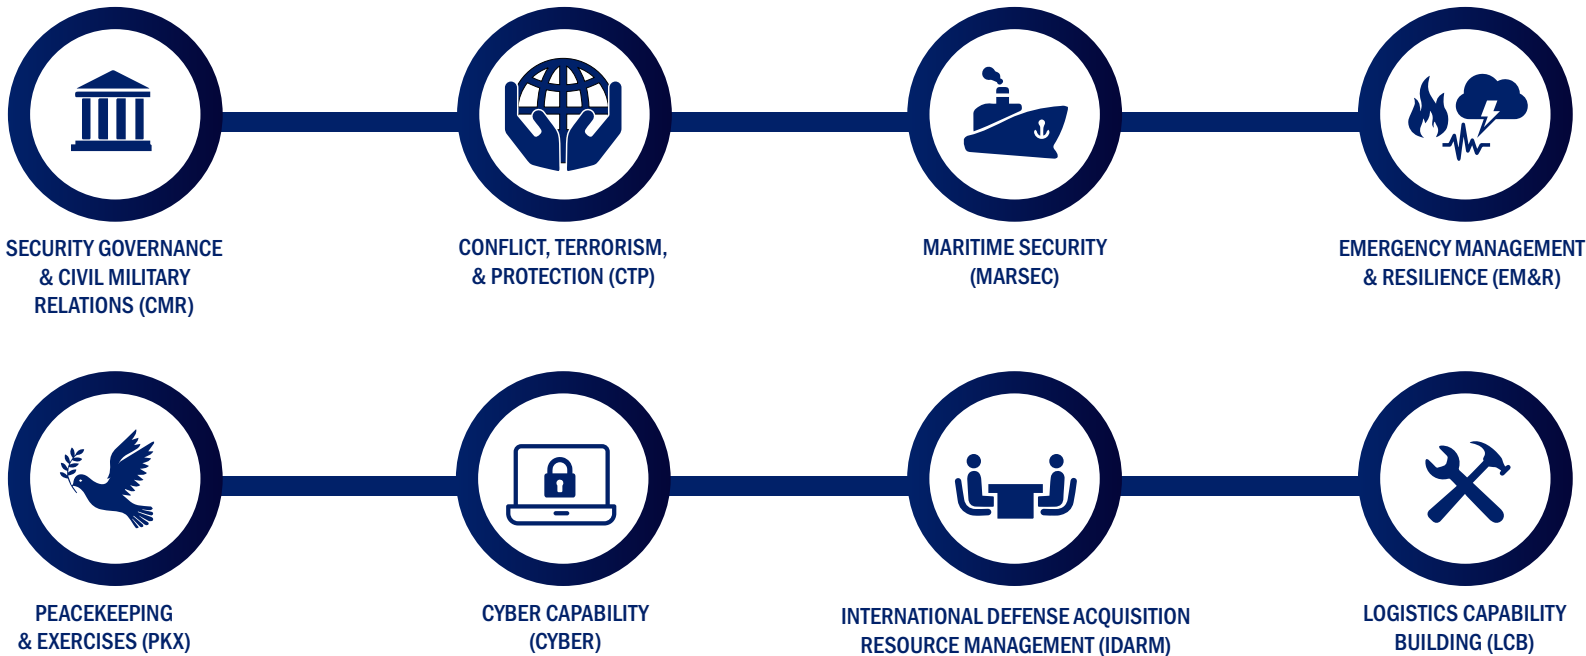 SECURITY GOVERNANCE
& CIVIL MILITARY
RELATIONS (CMR)
CONFLICT, TERRORISM,
& PROTECTION (CTP)
MARITIME SECURITY
(MARSEC)
EMERGENCY MANAGEMENT
& RESILIENCE (EM&R)
PEACEKEEPING
& EXERCISES (PKX)
CYBER CAPABILITY
(CYBER)
INTERNATIONAL DEFENSE ACQUISITION
RESOURCE MANAGEMENT (IDARM)
LOGISTICS CAPABILITY
BUILDING (LCB)